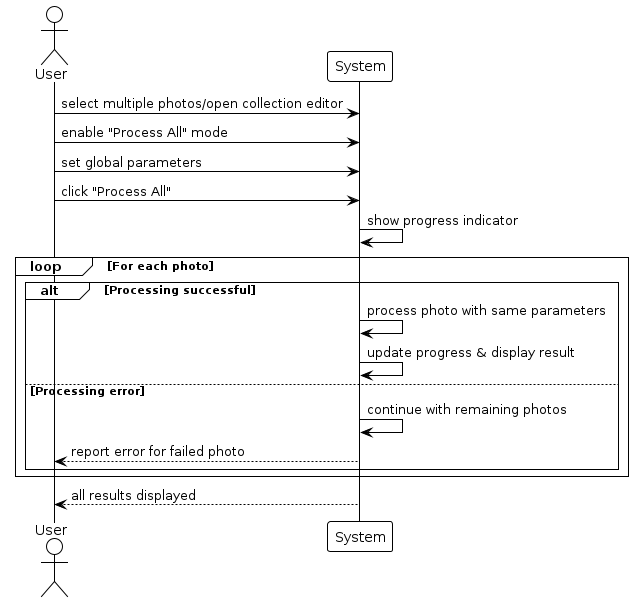 User
System
select multiple photos/open collection editor
enable "Process All" mode
set global parameters
click "Process All"
show progress indicator
loop [For each photo]
alt [Processing successful]
process photo with same parameters
update progress & display result
[Processing error]
continue with remaining photos
report error for failed photo
all results displayed
User
System